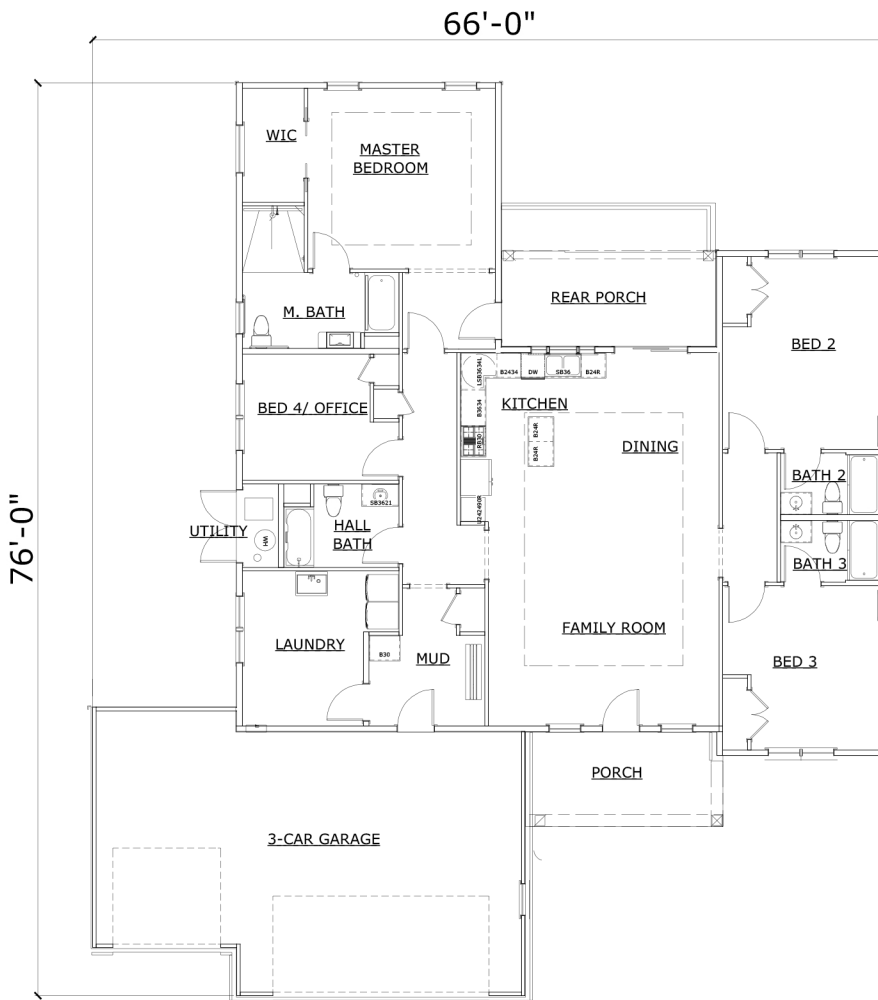 66'-0"
WIC
MASTER
BEDROOM
M. BATH
REAR PORCH
BED 2
LSB3634L
B2434
DW
SB36
B24R
B3634
KITCHEN
BED 4/ OFFICE
B24R
B24R
RB30
DINING
BATH 2
SB3621
U242490R
76'-0"
UTILITY
HW
HALL
BATH
BATH 3
LAUNDRY
B30
MUD
FAMILY ROOM
BED 3
PORCH
3-CAR GARAGE